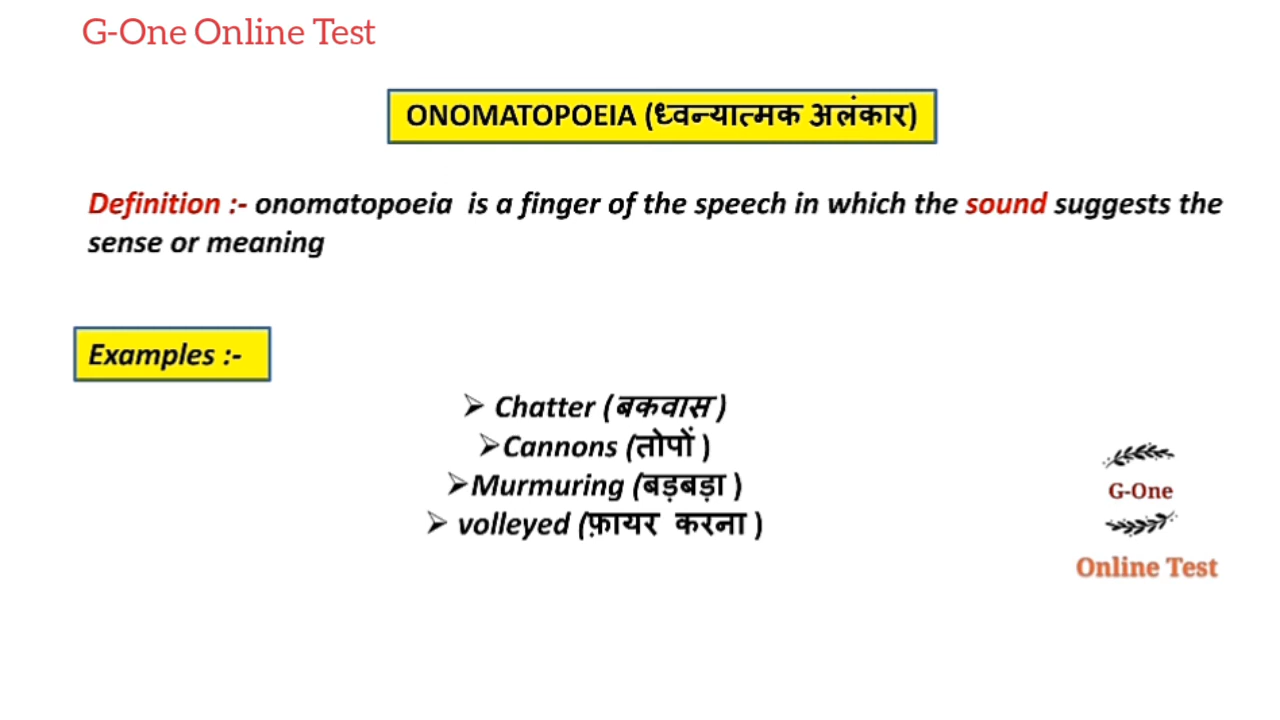 G-One Online Test
ONOMATOPOEIA (ध्वन्यात्मक अलंकार)
Definition :- onomatopoeia is a finger of the speech in which the sound suggests the
sense or meaning
Examples :-
➢ Chatter (बकवास )
➢Cannons (तोपों )
➢Murmuring (बड़बड़ा )
➢ volleyed (फ़ायर करना )
G-One
Online Test